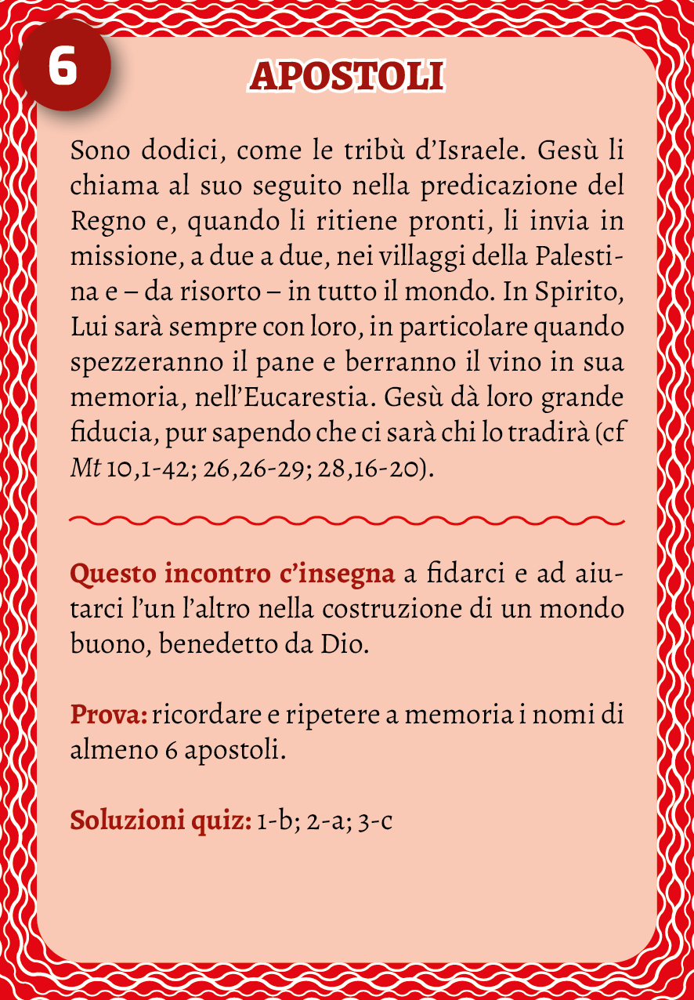 6
APOSTOLI
Sono dodici, come le tribù d’Israele. Gesù li
chiama al suo seguito nella predicazione del
Regno e, quando li ritiene pronti, li invia in
missione, a due a due, nei villaggi della Palesti-
na e – da risorto – in tutto il mondo. In Spirito,
Lui sarà sempre con loro, in particolare quando
spezzeranno il pane e berranno il vino in sua
memoria, nell’Eucarestia. Gesù dà loro grande
fiducia, pur sapendo che ci sarà chi lo tradirà (cf
Mt 10,1-42; 26,26-29; 28,16-20).
Questo incontro c’insegna a fidarci e ad aiu-
tarci l’un l’altro nella costruzione di un mondo
buono, benedetto da Dio.
Prova: ricordare e ripetere a memoria i nomi di
almeno 6 apostoli.
Soluzioni quiz: 1-b; 2-a; 3-c